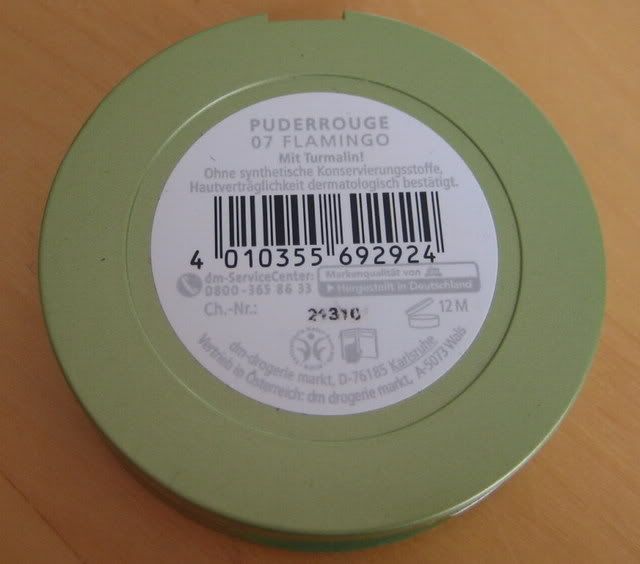 PUDERROUGE
07 FLAMINGO
Mit Turmalin!
Ohne synthetische Konservierungsstoffe,
Hautverträglichkeit dermatologisch bestätigt.
4 010355 692924
dm-ServiceCenter:
0800-365 86 33
Markenqualität von dm
Hergestellt in Deutschland
Ch.-Nr.:
12 M
dm-drogerie markt, D-76185 Karlsruhe
Vertrieb in Österreich: dm drogerie markt, A-5073 Wals